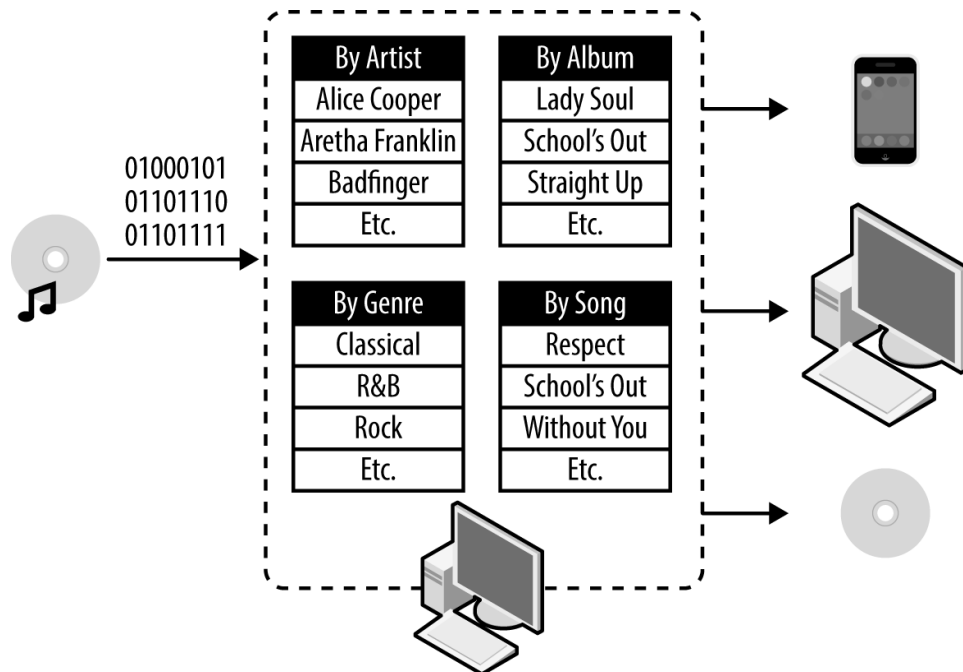 01000101
01101110
01101111
By Artist
Alice Cooper
Aretha Franklin
Badfinger
Etc.
By Album
Lady Soul
School’s Out
Straight Up
Etc.
By Genre
Classical
R&B
Rock
Etc.
By Song
Respect
School’s Out
Without You
Etc.